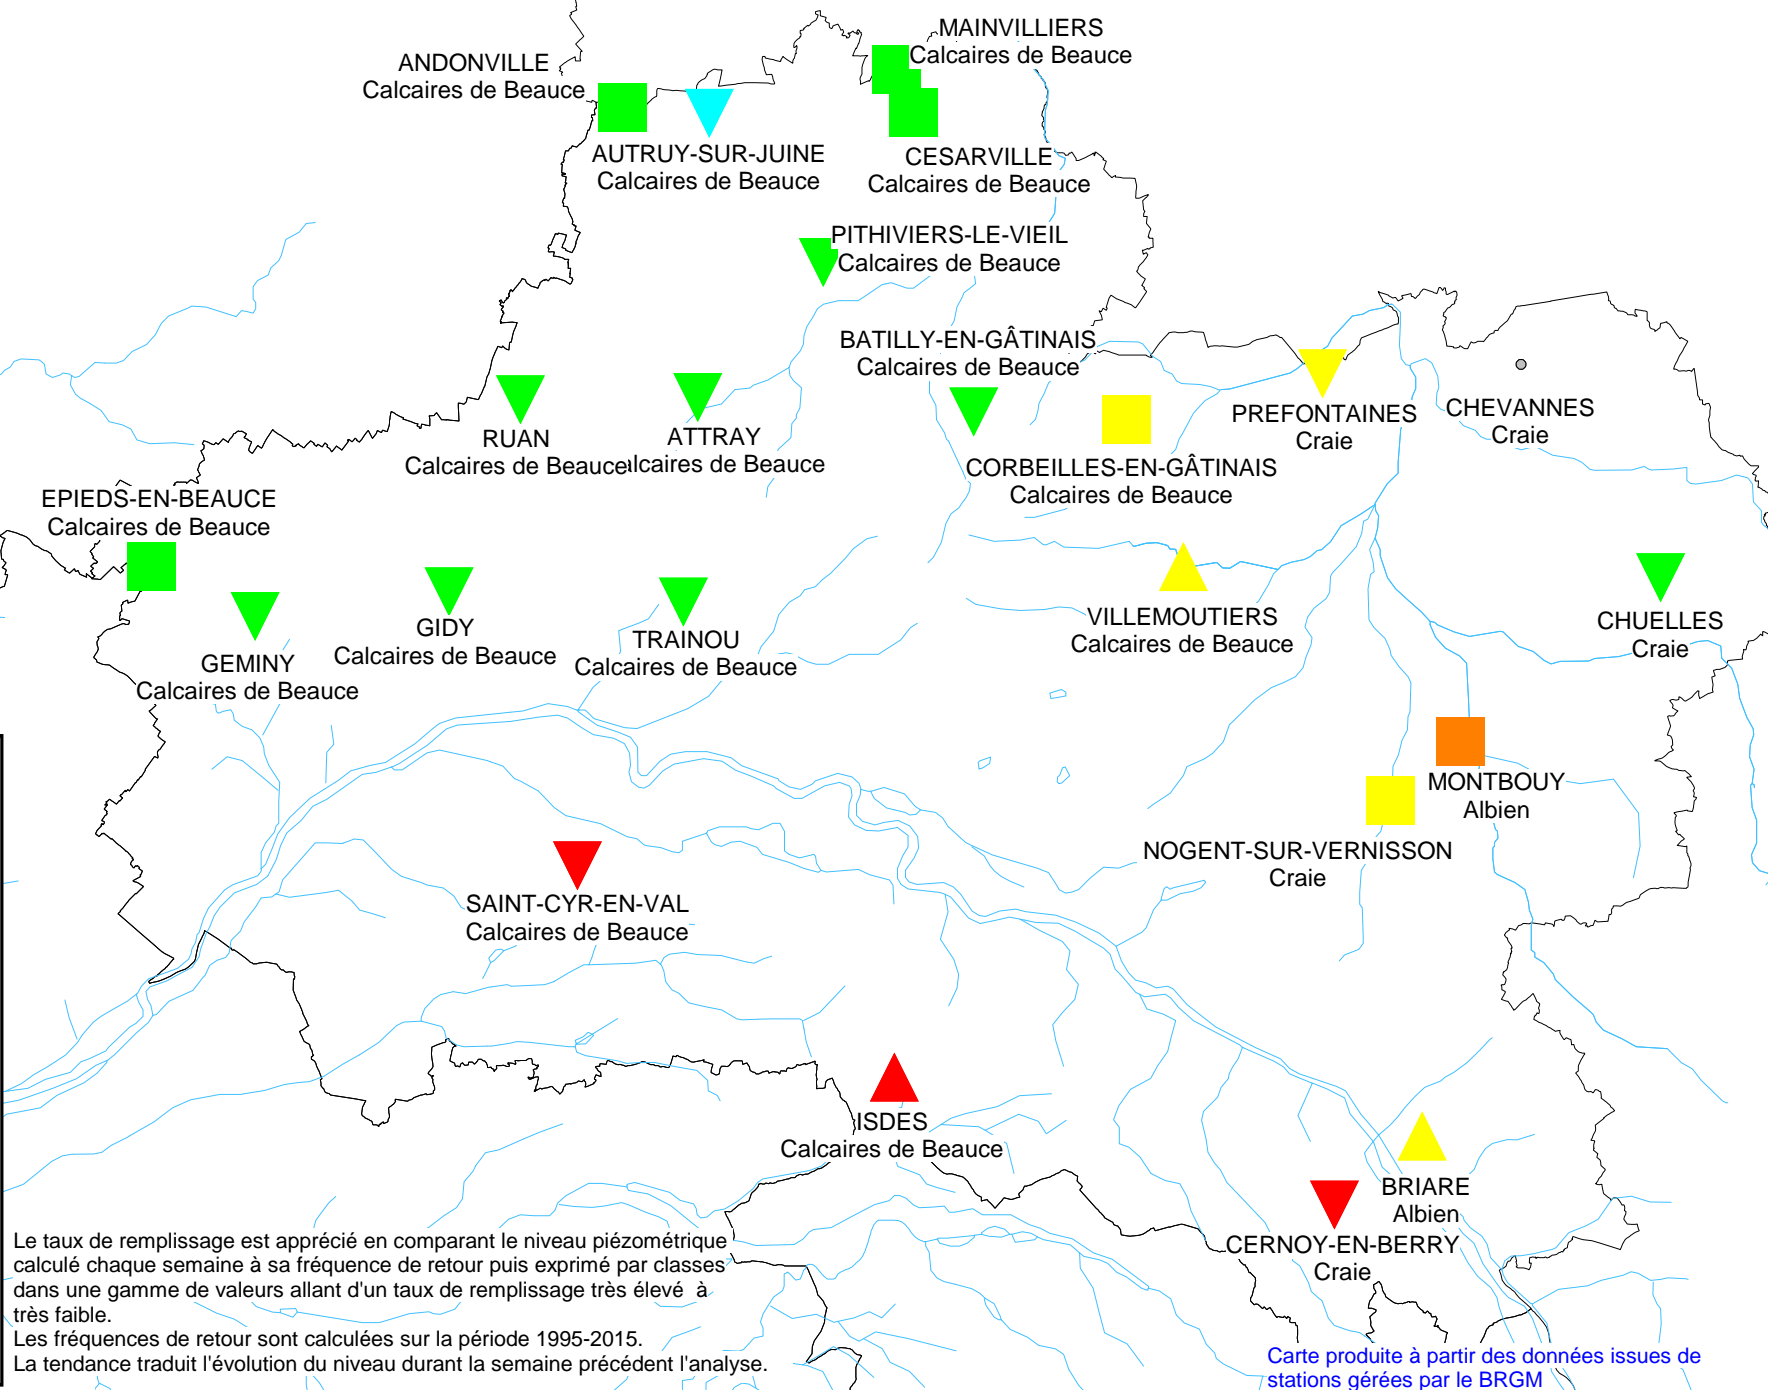 MAINVILLIERS
Calcaires de Beauce
ANDONVILLE
Calcaires de Beauce
AUTRUY-SUR-JUINE
Calcaires de Beauce
CESARVILLE
Calcaires de Beauce
PITHIVIERS-LE-VIEIL
Calcaires de Beauce
BATILLY-EN-GÂTINAIS
Calcaires de Beauce
PREFONTAINES
Craie
CHEVANNES
Craie
RUAN
Calcaires de Beauce
ATTRAY
alcaires de Beauce
CORBEILLES-EN-GÂTINAIS
Calcaires de Beauce
EPIEDS-EN-BEAUCE
Calcaires de Beauce
VILLEMOUTIERS
Calcaires de Beauce
CHUELLES
Craie
GIDY
Calcaires de Beauce
TRAINOU
Calcaires de Beauce
GEMINY
Calcaires de Beauce
MONTBOUY
Albien
NOGENT-SUR-VERNISSON
Craie
SAINT-CYR-EN-VAL
Calcaires de Beauce
ISDES
Calcaires de Beauce
BRIARE
Albien
CERNOY-EN-BERRY
Craie
Le taux de remplissage est apprécié en comparant le niveau piézométrique
calculé chaque semaine à sa fréquence de retour puis exprimé par classes
dans une gamme de valeurs allant d'un taux de remplissage très élevé à
très faible.
Les fréquences de retour sont calculées sur la période 1995-2015.
La tendance traduit l'évolution du niveau durant la semaine précédent l'analyse.
Carte produite à partir des données issues de
stations gérées par le BRGM